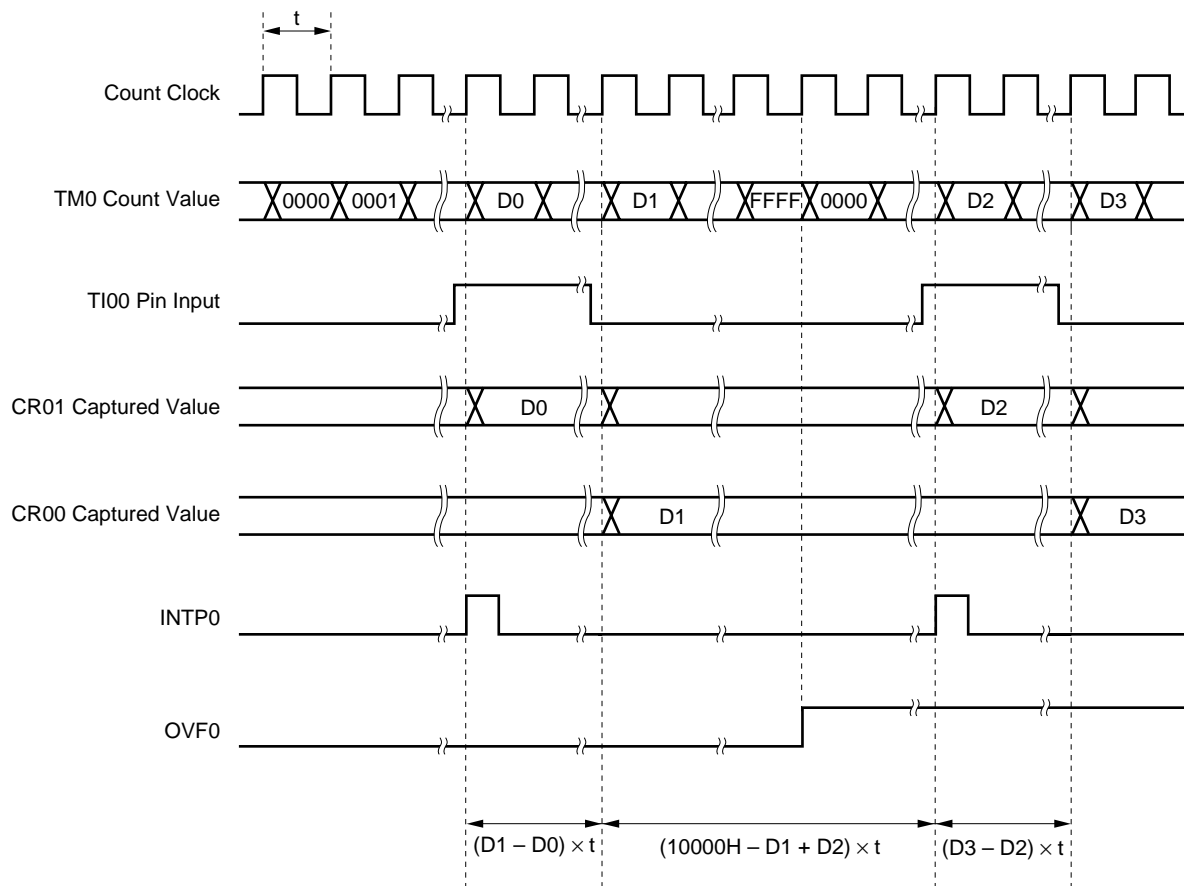 t
Count Clock
TM0 Count Value
0000
0001
D0
D1
FFFF
0000
D2
D3
TI00 Pin Input
CR01 Captured Value
D0
D2
CR00 Captured Value
D1
D3
INTP0
OVF0
(D1 – D0) × t
(10000H – D1 + D2) × t
(D3 – D2) × t